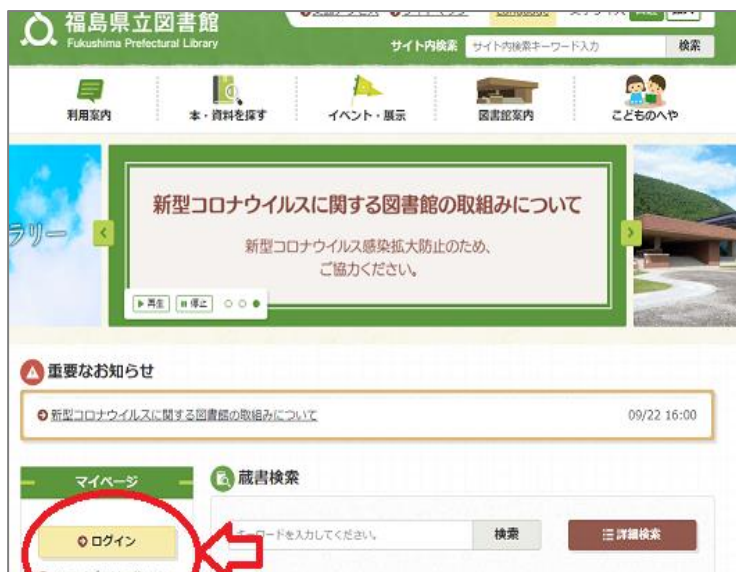 福島県立図書館
Fukushima Prefectural Library
サイト内検索 サイト内検索キーワード入力 検索
利用案内 本・資料を探す イベント・展示 図書館案内 こどものへや
ラリー
新型コロナウイルスに関する図書館の取組みについて
新型コロナウイルス感染拡大防止のため、
ご協力ください。
再生 停止
重要なお知らせ
新型コロナウイルスに関する図書館の取組みについて 09/22 16:00
マイページ 蔵書検索
ログイン キーワードを入力してください。 検索 詳細検索